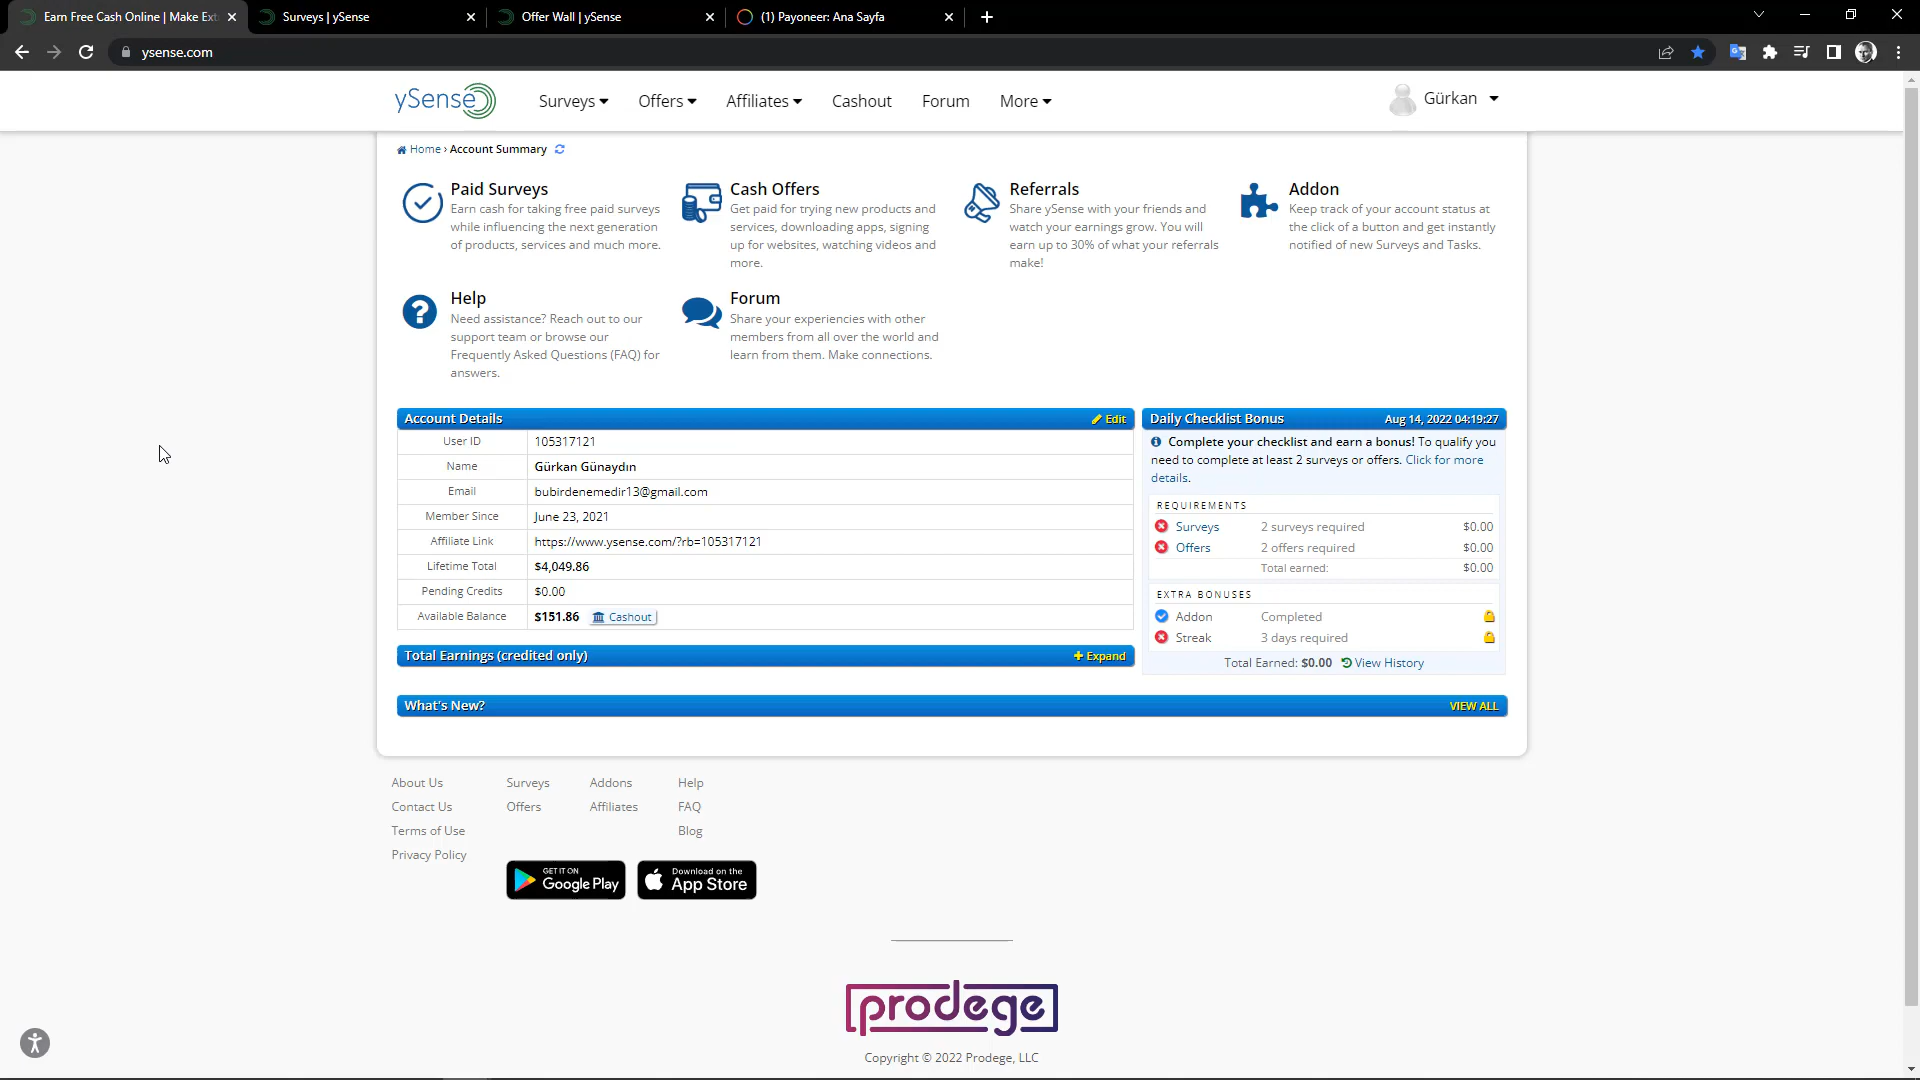 Earn Free Cash Online | Make Ext
Surveys | ySense
Offer Wall | ySense
(1) Payoneer: Ana Sayfa
ysense.com
ySense
Surveys
Offers
Affiliates
Cashout
Forum
More
Gürkan
Home › Account Summary
Paid Surveys
Earn cash for taking free paid surveys
while influencing the next generation
of products, services and much more.
Cash Offers
Get paid for trying new products and
services, downloading apps, signing
up for websites, watching videos and
more.
Referrals
Share ySense with your friends and
watch your earnings grow. You will
earn up to 30% of what your referrals
make!
Addon
Keep track of your account status at
the click of a button and get instantly
notified of new Surveys and Tasks.
Help
Need assistance? Reach out to our
support team or browse our
Frequently Asked Questions (FAQ) for
answers.
Forum
Share your experiences with other
members from all over the world and
learn from them. Make connections.
Account Details Edit
User ID 105317121
Name Gürkan Günaydın
Email bubirdenemedir13@gmail.com
Member Since June 23, 2021
Affiliate Link https://www.ysense.com/?rb=105317121
Lifetime Total $4,049.86
Pending Credits $0.00
Available Balance $151.86 Cashout
Total Earnings (credited only) + Expand
Daily Checklist Bonus Aug 14, 2022 04:19:27
Complete your checklist and earn a bonus! To qualify you
need to complete at least 2 surveys or offers. Click for more
details.
REQUIREMENTS
Surveys 2 surveys required $0.00
Offers 2 offers required $0.00
Total earned: $0.00
EXTRA BONUSES
Addon Completed
Streak 3 days required
Total Earned: $0.00 View History
What's New? VIEW ALL
About Us
Contact Us
Terms of Use
Privacy Policy
Surveys
Offers
Addons
Affiliates
Help
FAQ
Blog
GET IT ON
Google Play
Download on the
App Store
prodege
Copyright © 2022 Prodege, LLC